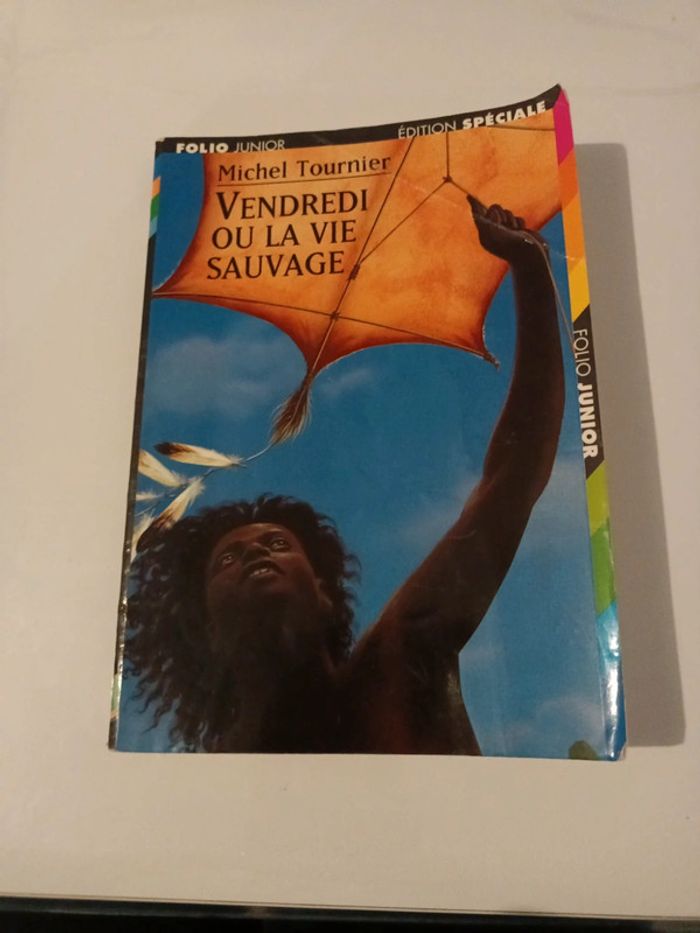 FOLIO JUNIOR
ÉDITION SPÉCIALE
Michel Tournier
VENDREDI
OU LA VIE
SAUVAGE
FOLIO JUNIOR